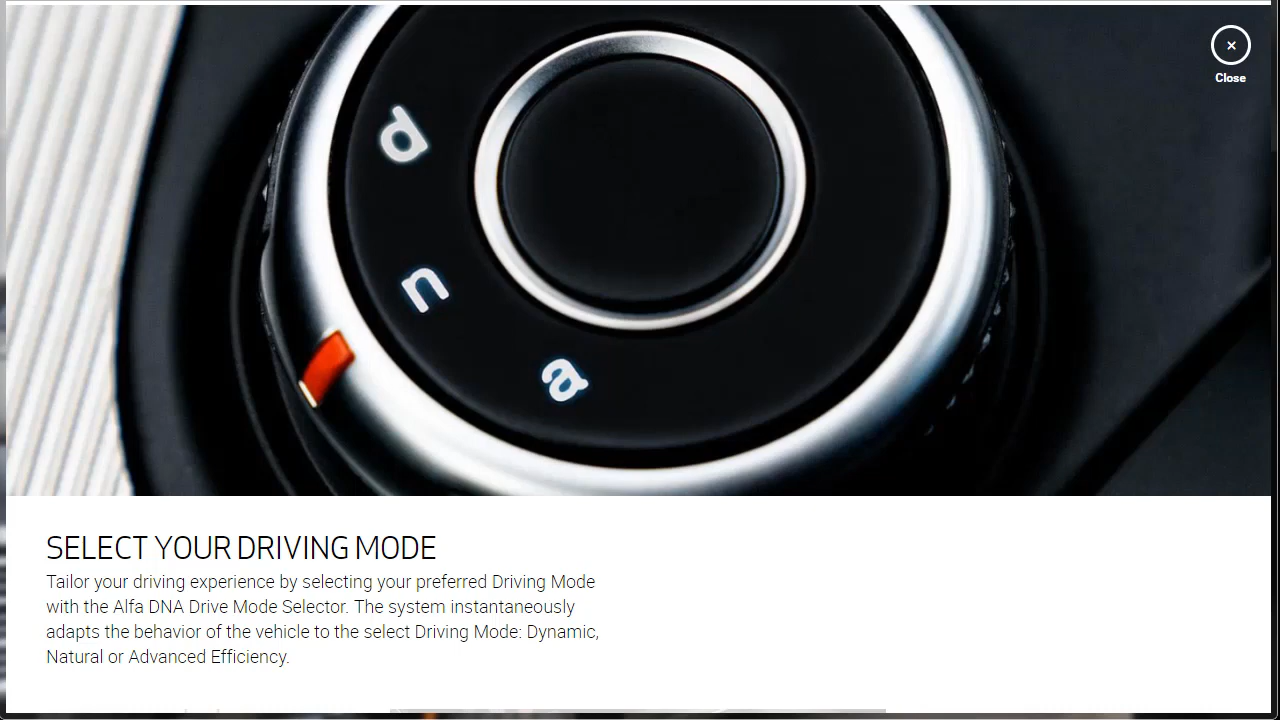 d
n
a
Close
SELECT YOUR DRIVING MODE
Tailor your driving experience by selecting your preferred Driving Mode
with the Alfa DNA Drive Mode Selector. The system instantaneously
adapts the behavior of the vehicle to the select Driving Mode: Dynamic,
Natural or Advanced Efficiency.